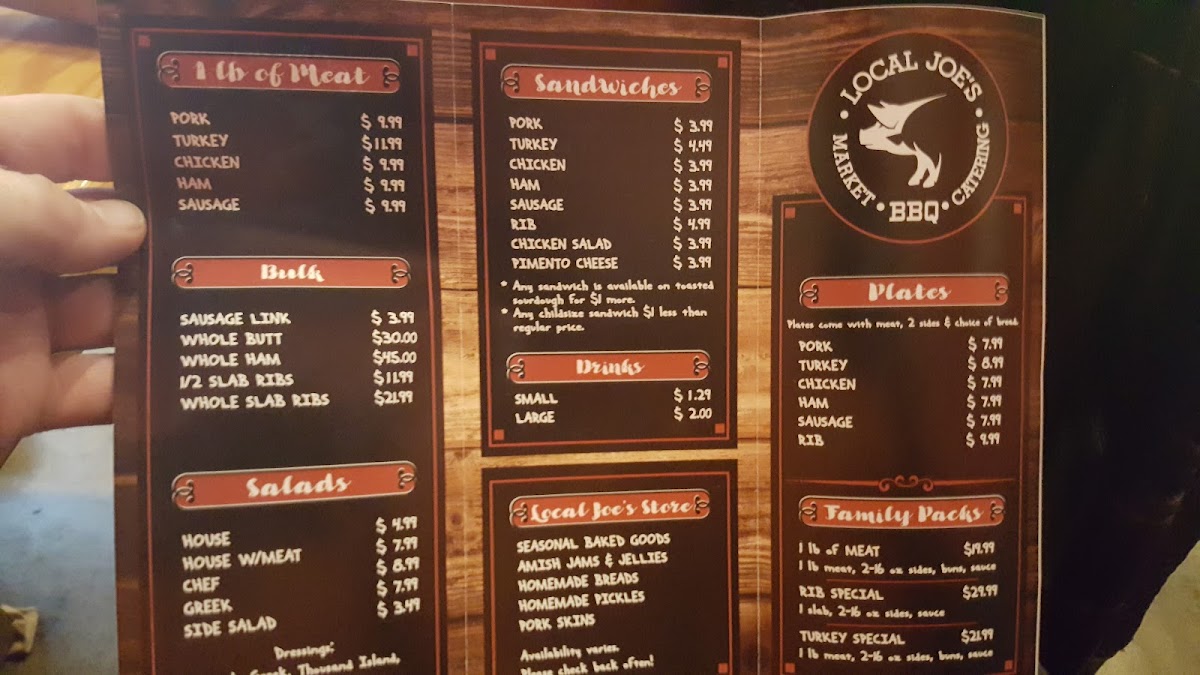 1 lb of Meat
PORK $ 9.99
TURKEY $11.99
CHICKEN $ 9.99
HAM $ 9.99
SAUSAGE $ 9.99
Bulk
SAUSAGE LINK $ 3.99
WHOLE BUTT $30.00
WHOLE HAM $45.00
1/2 SLAB RIBS $11.99
WHOLE SLAB RIBS $21.99
Salads
HOUSE $ 4.99
HOUSE W/MEAT $ 7.99
CHEF $ 8.99
GREEK $ 7.99
SIDE SALAD $ 3.49
Dressings:
Greek, Thousand Island,
Sandwiches
PORK $ 3.99
TURKEY $ 4.49
CHICKEN $ 3.99
HAM $ 3.99
SAUSAGE $ 3.99
RIB $ 4.99
CHICKEN SALAD $ 3.99
PIMENTO CHEESE $ 3.99
* Any sandwich is available on toasted
sourdough for $1 more.
* Any childsize sandwich $1 less than
regular price.
Drinks
SMALL $ 1.29
LARGE $ 2.00
Local Joe's Store
SEASONAL BAKED GOODS
AMISH JAMS & JELLIES
HOMEMADE BREADS
HOMEMADE PICKLES
PORK SKINS
Availability varies.
Please check back often!
LOCAL JOE'S
MARKET • BBQ • CATERING
Plates
Plates come with meat, 2 sides & choice of bread.
PORK $ 7.99
TURKEY $ 8.99
CHICKEN $ 7.99
HAM $ 7.99
SAUSAGE $ 7.99
RIB $ 9.99
Family Packs
1 lb of MEAT $19.99
1 lb meat, 2-16 oz sides, buns, sauce
RIB SPECIAL $29.99
1 slab, 2-16 oz sides, sauce
TURKEY SPECIAL $21.99
1 lb meat, 2-16 oz sides, buns, sauce